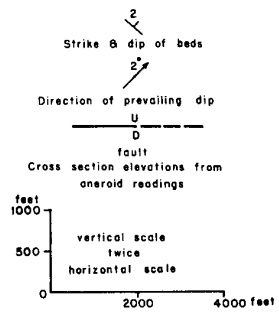 2
Strike & dip of beds
2°
Direction of prevailing dip
U
D
fault
Cross section elevations from
aneroid readings
feet
1000
vertical scale
500
twice
horizontal scale
0
2000
4000 feet